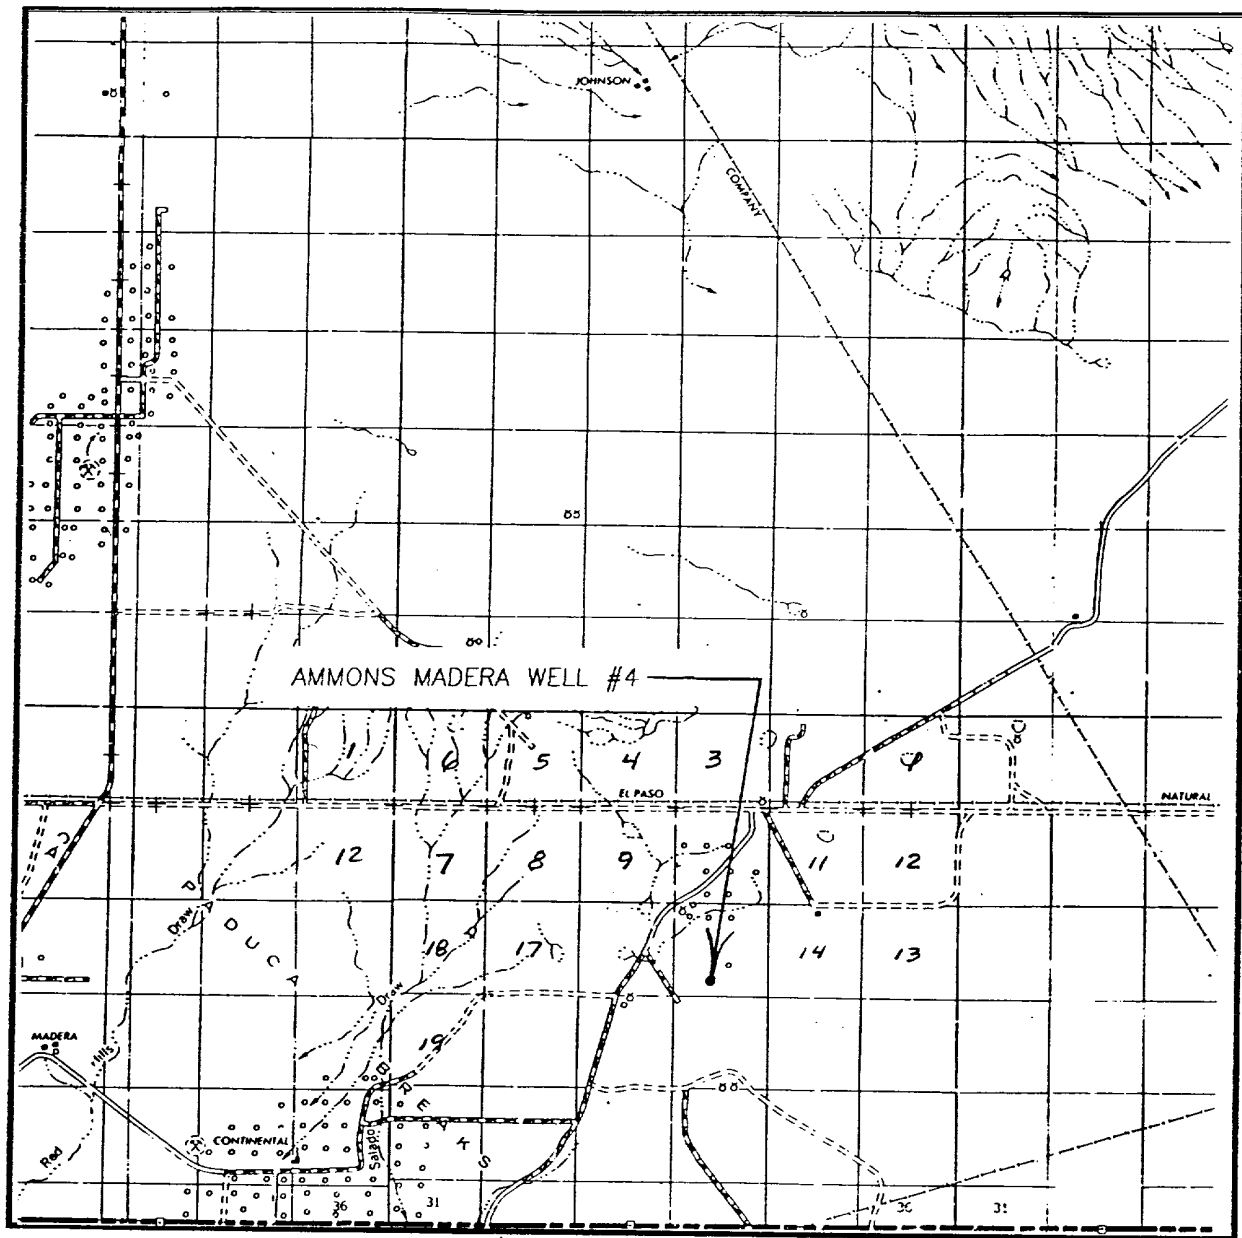 JOHNSON
COMPANY
AMMONS MADERA WELL #4
1 6 5 4 3
EL PASO
NATURAL
12 7 8 9 11 12
Draw
PADUCA
18 17 14 13
Draw
19
MADERA
Hills
BREAKS
Red
CONTINENTAL
Salado
36 31 36 31